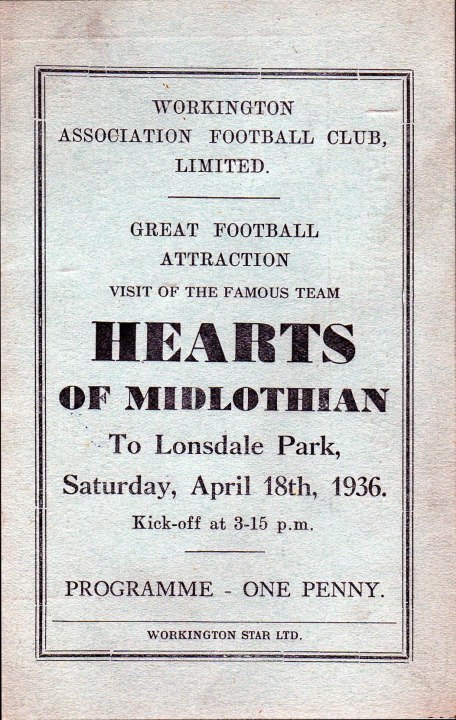 WORKINGTON
ASSOCIATION FOOTBALL CLUB,
LIMITED.
GREAT FOOTBALL
ATTRACTION
VISIT OF THE FAMOUS TEAM
HEARTS
OF MIDLOTHIAN
To Lonsdale Park,
Saturday, April 18th, 1936.
Kick-off at 3-15 p.m.
PROGRAMME - ONE PENNY.
WORKINGTON STAR LTD.